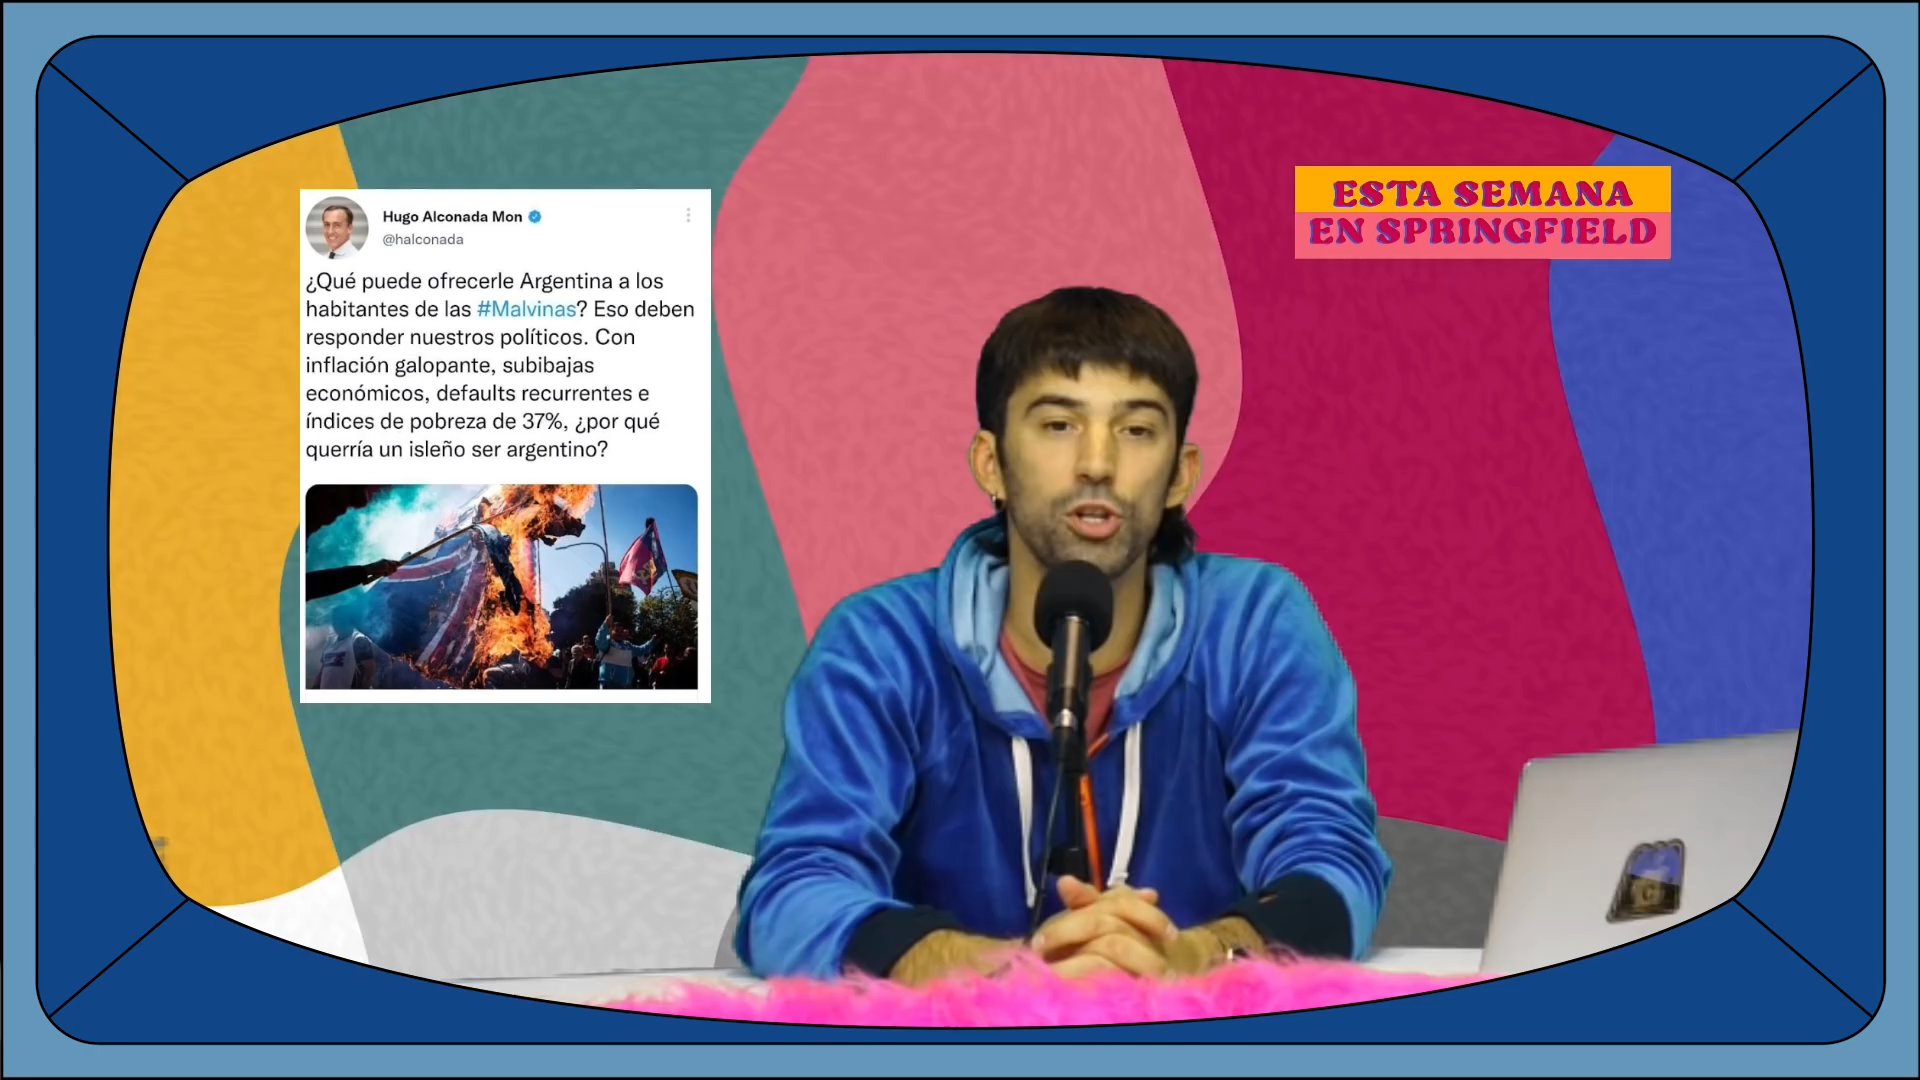 Hugo Alconada Mon
@halconada
¿Qué puede ofrecerle Argentina a los
habitantes de las #Malvinas? Eso deben
responder nuestros políticos. Con
inflación galopante, subibajas
económicos, defaults recurrentes e
índices de pobreza de 37%, ¿por qué
querría un isleño ser argentino?
ESTA SEMANA
EN SPRINGFIELD